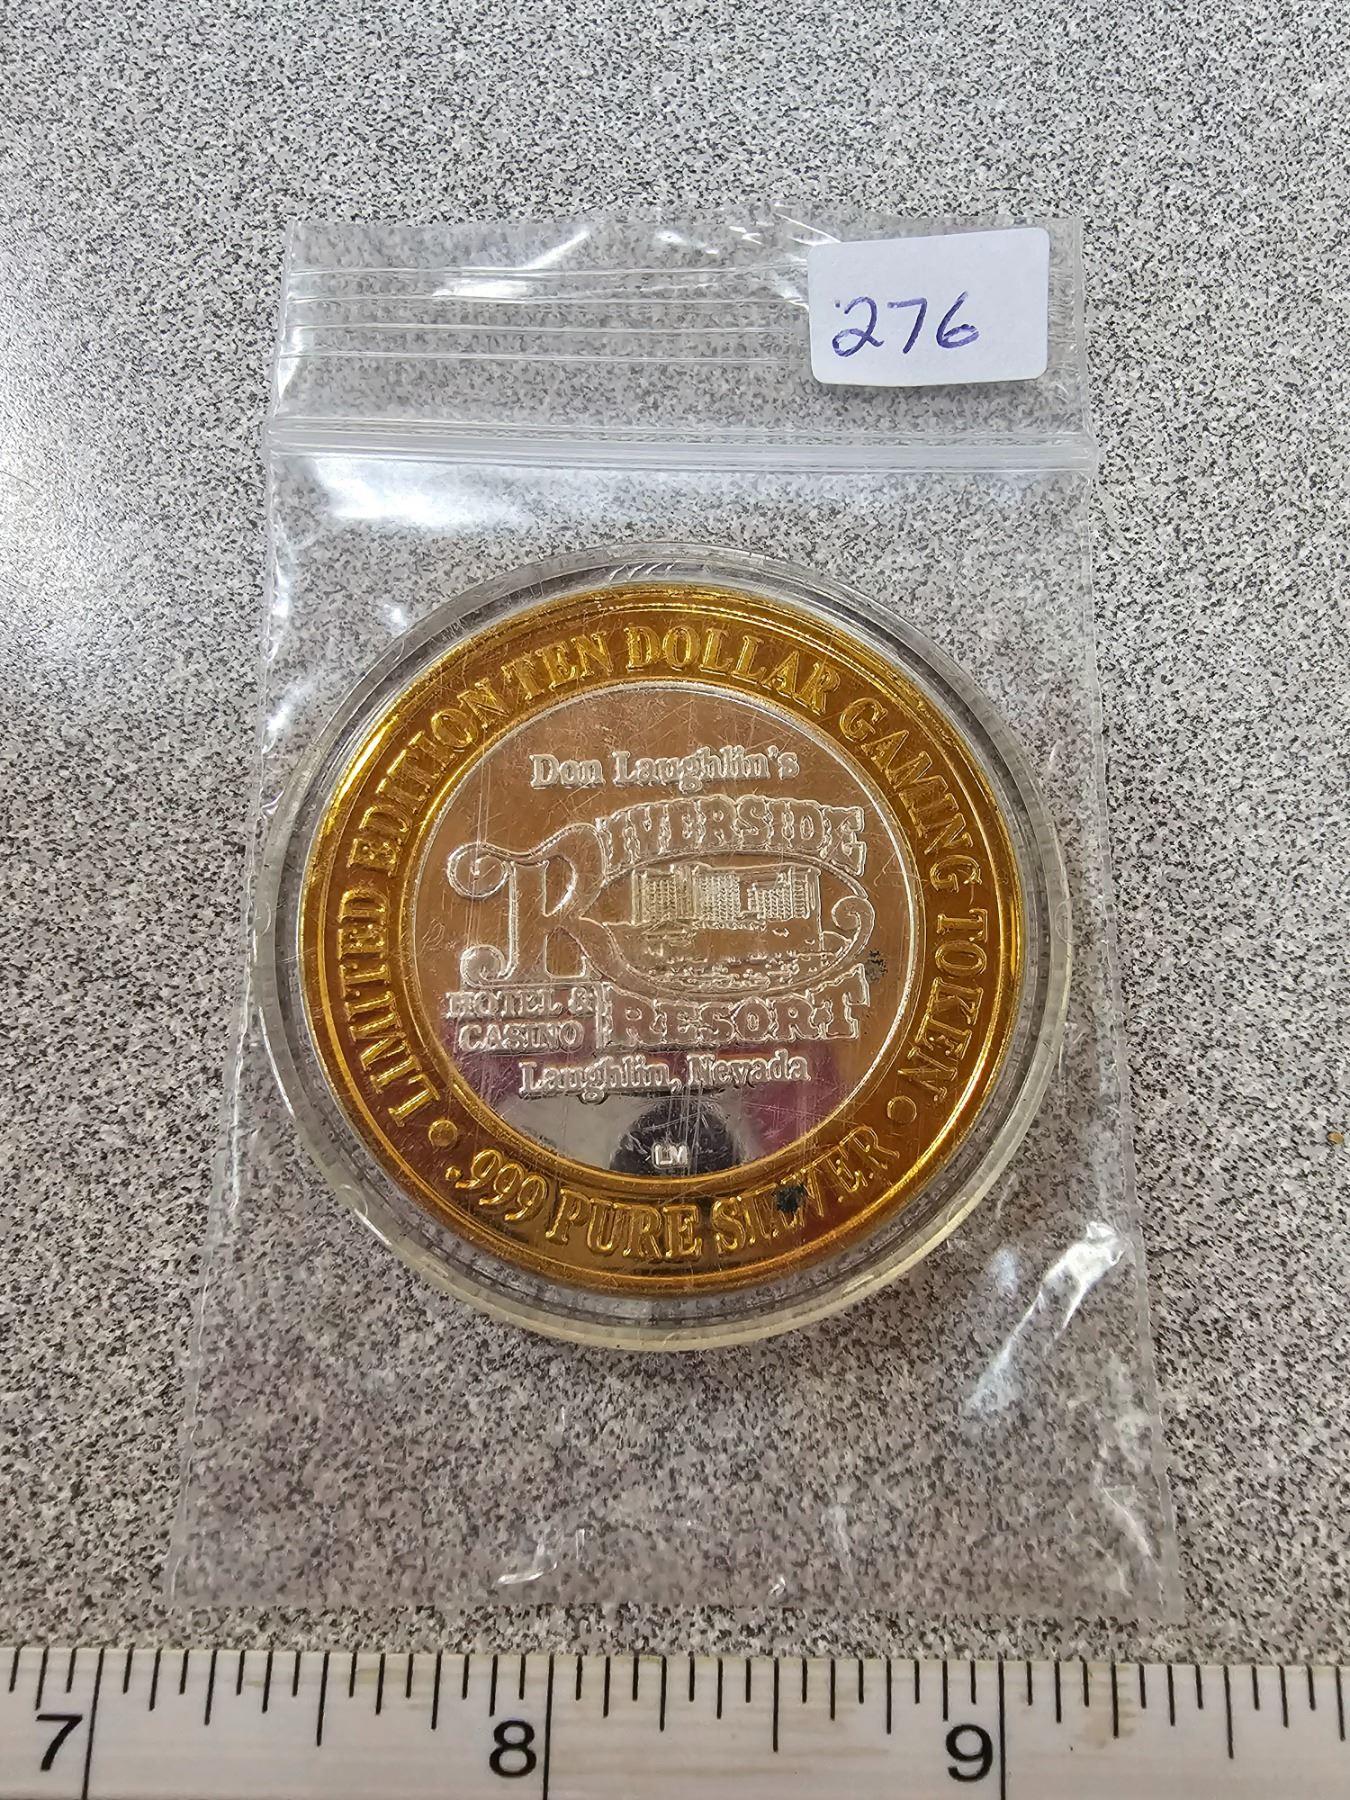 276
LIMITED EDITION TEN DOLLAR GAMING TOKEN
Don Laughlin's
RIVERSIDE
HOTEL & CASINO
RESORT
Laughlin, Nevada
LM
.999 PURE SILVER
7 8 9